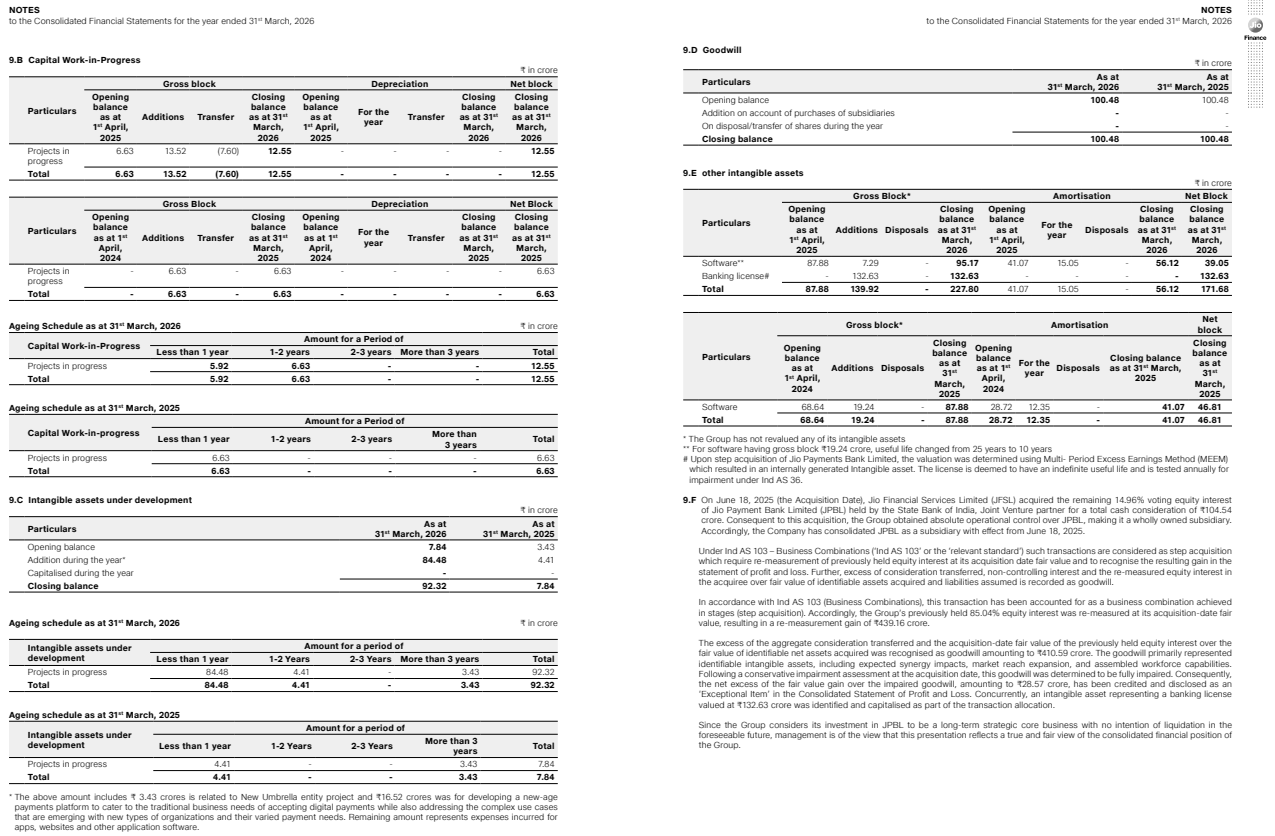 NOTES
to the Consolidated Financial Statements for the year ended 31st March, 2026
9.B Capital Work-in-Progress
₹ in crore
Gross block Depreciation Net block
Particulars Opening balance as at 1st April, 2025 Additions Transfer Closing balance as at 31st March, 2026 Opening balance as at 1st April, 2025 For the year Transfer Closing balance as at 31st March, 2026 Closing balance as at 31st March, 2026
Projects in progress 6.63 13.52 (7.60) 12.55 - - - - 12.55
Total 6.63 13.52 (7.60) 12.55 - - - - 12.55
Gross Block Depreciation Net Block
Particulars Opening balance as at 1st April, 2024 Additions Transfer Closing balance as at 31st March, 2025 Opening balance as at 1st April, 2024 For the year Transfer Closing balance as at 31st March, 2025 Closing balance as at 31st March, 2025
Projects in progress - 6.63 - 6.63 - - - - 6.63
Total - 6.63 - 6.63 - - - - 6.63
Ageing Schedule as at 31st March, 2026 ₹ in crore
Capital Work-in-Progress Amount for a Period of
Less than 1 year 1-2 years 2-3 years More than 3 years Total
Projects in progress 5.92 6.63 - - 12.55
Total 5.92 6.63 - - 12.55
Ageing schedule as at 31st March, 2025
Capital Work-in-progress Amount for a Period of
Less than 1 year 1-2 years 2-3 years More than 3 years Total
Projects in progress 6.63 - - - 6.63
Total 6.63 - - - 6.63
9.C Intangible assets under development
₹ in crore
Particulars As at 31st March, 2026 As at 31st March, 2025
Opening balance 7.84 3.43
Addition during the year* 84.48 4.41
Capitalised during the year - -
Closing balance 92.32 7.84
Ageing schedule as at 31st March, 2026 ₹ in crore
Intangible assets under development Amount for a Period of
Less than 1 year 1-2 Years 2-3 Years More than 3 years Total
Projects in progress 84.48 4.41 - 3.43 92.32
Total 84.48 4.41 - 3.43 92.32
Ageing schedule as at 31st March, 2025
Intangible assets under development Amount for a period of
Less than 1 year 1-2 Years 2-3 Years More than 3 years Total
Projects in progress 4.41 - - 3.43 7.84
Total 4.41 - - 3.43 7.84
* The above amount includes ₹ 3.43 crores is related to New Umbrella entity project and ₹16.52 crores was for developing a new-age
payments platform to cater to the traditional business needs of accepting digital payments while also addressing the complex use cases
that are emerging with new types of organizations and their varied payment needs. Remaining amount represents expenses incurred for
apps, websites and other application software.
NOTES
to the Consolidated Financial Statements for the year ended 31st March, 2026
Jio
Finance
9.D Goodwill
₹ in crore
Particulars As at 31st March, 2026 As at 31st March, 2025
Opening balance 100.48 100.48
Addition on account of purchases of subsidiaries - -
On disposal/transfer of shares during the year - -
Closing balance 100.48 100.48
9.E other intangible assets
₹ in crore
Gross Block* Amortisation Net Block
Particulars Opening balance as at 1st April, 2025 Additions Disposals Closing balance as at 31st March, 2026 Opening balance as at 1st April, 2025 For the year Disposals Closing balance as at 31st March, 2026 Closing balance as at 31st March, 2026
Software** 87.88 7.29 - 95.17 41.07 15.05 - 56.12 39.05
Banking license# - 132.63 - 132.63 - - - - 132.63
Total 87.88 139.92 - 227.80 41.07 15.05 - 56.12 171.68
Gross block* Amortisation Net block
Particulars Opening balance as at 1st April, 2024 Additions Disposals Closing balance as at 31st March, 2025 Opening balance as at 1st April, 2024 For the year Disposals Closing balance as at 31st March, 2025 Closing balance as at 31st March, 2025
Software 68.64 19.24 - 87.88 28.72 12.35 - 41.07 46.81
Total 68.64 19.24 - 87.88 28.72 12.35 - 41.07 46.81
* The Group has not revalued any of its intangible assets
** For software having gross block ₹19.24 crore, useful life changed from 25 years to 10 years
# Upon step acquisition of Jio Payments Bank Limited, the valuation was determined using Multi- Period Excess Earnings Method (MEEM)
which resulted in an internally generated Intangible asset. The license is deemed to have an indefinite useful life and is tested annually for
impairment under Ind AS 36.
9.F On June 18, 2025 (the Acquisition Date), Jio Financial Services Limited (JFSL) acquired the remaining 14.96% voting equity interest
of Jio Payment Bank Limited (JPBL) held by the State Bank of India, Joint Venture partner for a total cash consideration of ₹104.54
crore. Consequent to this acquisition, the Group obtained absolute operational control over JPBL, making it a wholly owned subsidiary.
Accordingly, the Company has consolidated JPBL as a subsidiary with effect from June 18, 2025.
Under Ind AS 103 – Business Combinations ('Ind AS 103' or the 'relevant standard') such transactions are considered as step acquisition
which require re-measurement of previously held equity interest at its acquisition date fair value and to recognise the resulting gain in the
statement of profit and loss. Further, excess of consideration transferred, non-controlling interest and the re-measured equity interest in
the acquiree over fair value of identifiable assets acquired and liabilities assumed is recorded as goodwill.
In accordance with Ind AS 103 (Business Combinations), this transaction has been accounted for as a business combination achieved
in stages (step acquisition). Accordingly, the Group's previously held 85.04% equity interest was re-measured at its acquisition-date fair
value, resulting in a re-measurement gain of ₹439.16 crore.
The excess of the aggregate consideration transferred and the acquisition-date fair value of the previously held equity interest over the
fair value of identifiable net assets acquired was recognised as goodwill amounting to ₹410.59 crore. The goodwill primarily represented
identifiable intangible assets, including expected synergy impacts, market reach expansion, and assembled workforce capabilities.
Following a conservative impairment assessment at the acquisition date, this goodwill was determined to be fully impaired. Consequently,
the net excess of the fair value gain over the impaired goodwill, amounting to ₹28.57 crore, has been credited and disclosed as an
'Exceptional Item' in the Consolidated Statement of Profit and Loss. Concurrently, an intangible asset representing a banking license
valued at ₹132.63 crore was identified and capitalised as part of the transaction allocation.
Since the Group considers its investment in JPBL to be a long-term strategic core business with no intention of liquidation in the
foreseeable future, management is of the view that this presentation reflects a true and fair view of the consolidated financial position of
the Group.